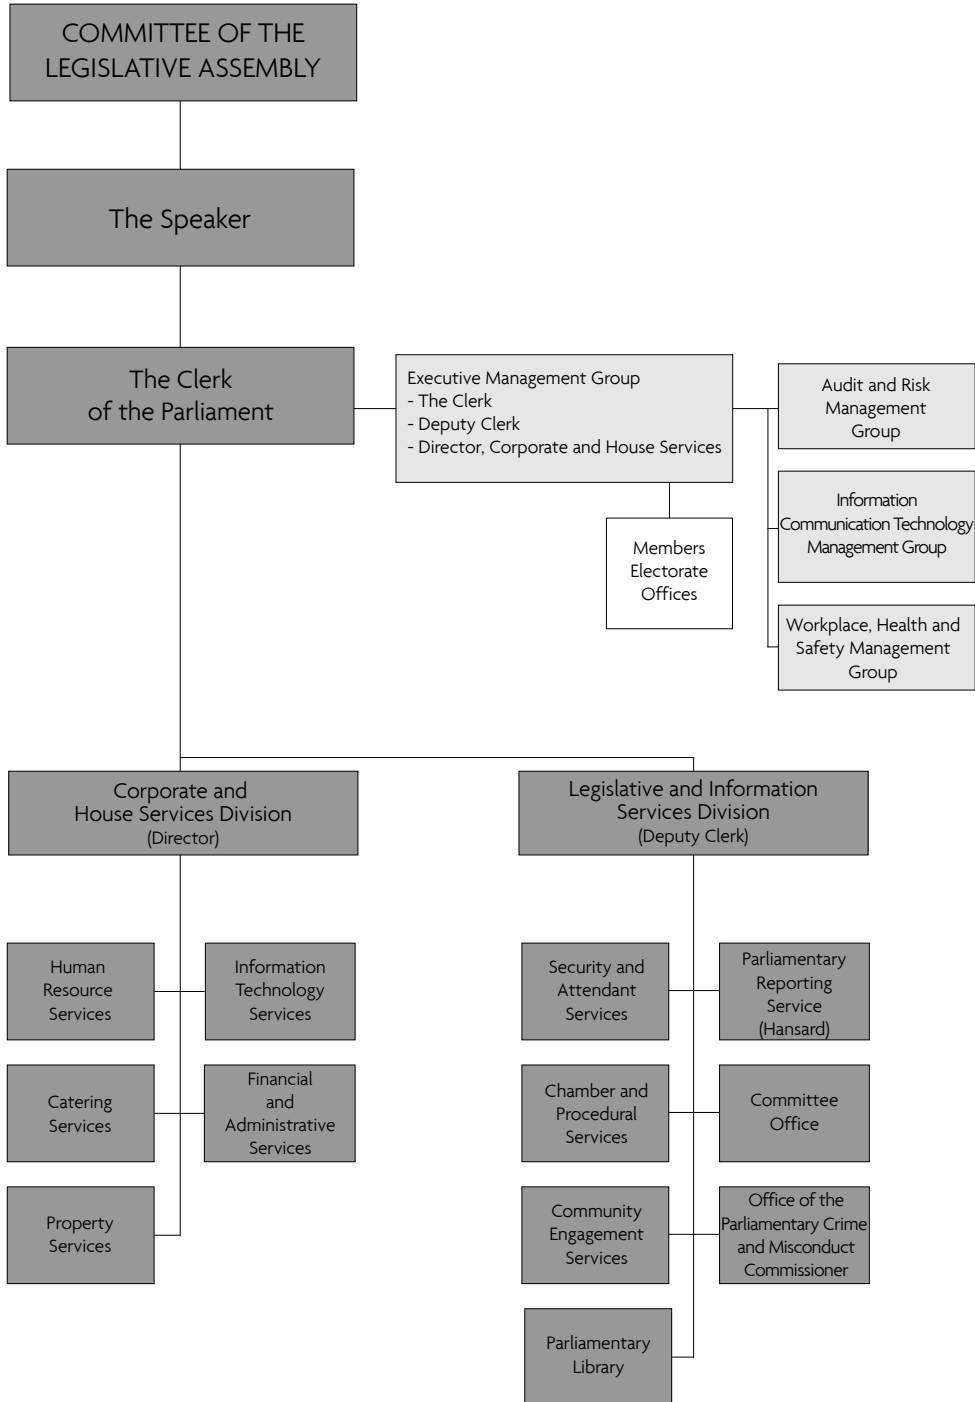 COMMITTEE OF THE
LEGISLATIVE ASSEMBLY
The Speaker
The Clerk
of the Parliament
Executive Management Group
- The Clerk
- Deputy Clerk
- Director, Corporate and House Services
Members
Electorate
Offices
Audit and Risk
Management
Group
Information
Communication Technology
Management Group
Workplace, Health and
Safety Management
Group
Corporate and
House Services Division
(Director)
Legislative and Information
Services Division
(Deputy Clerk)
Human
Resource
Services
Information
Technology
Services
Catering
Services
Financial
and
Administrative
Services
Property
Services
Security and
Attendant
Services
Parliamentary
Reporting
Service
(Hansard)
Chamber and
Procedural
Services
Committee
Office
Community
Engagement
Services
Office of the
Parliamentary Crime
and Misconduct
Commissioner
Parliamentary
Library